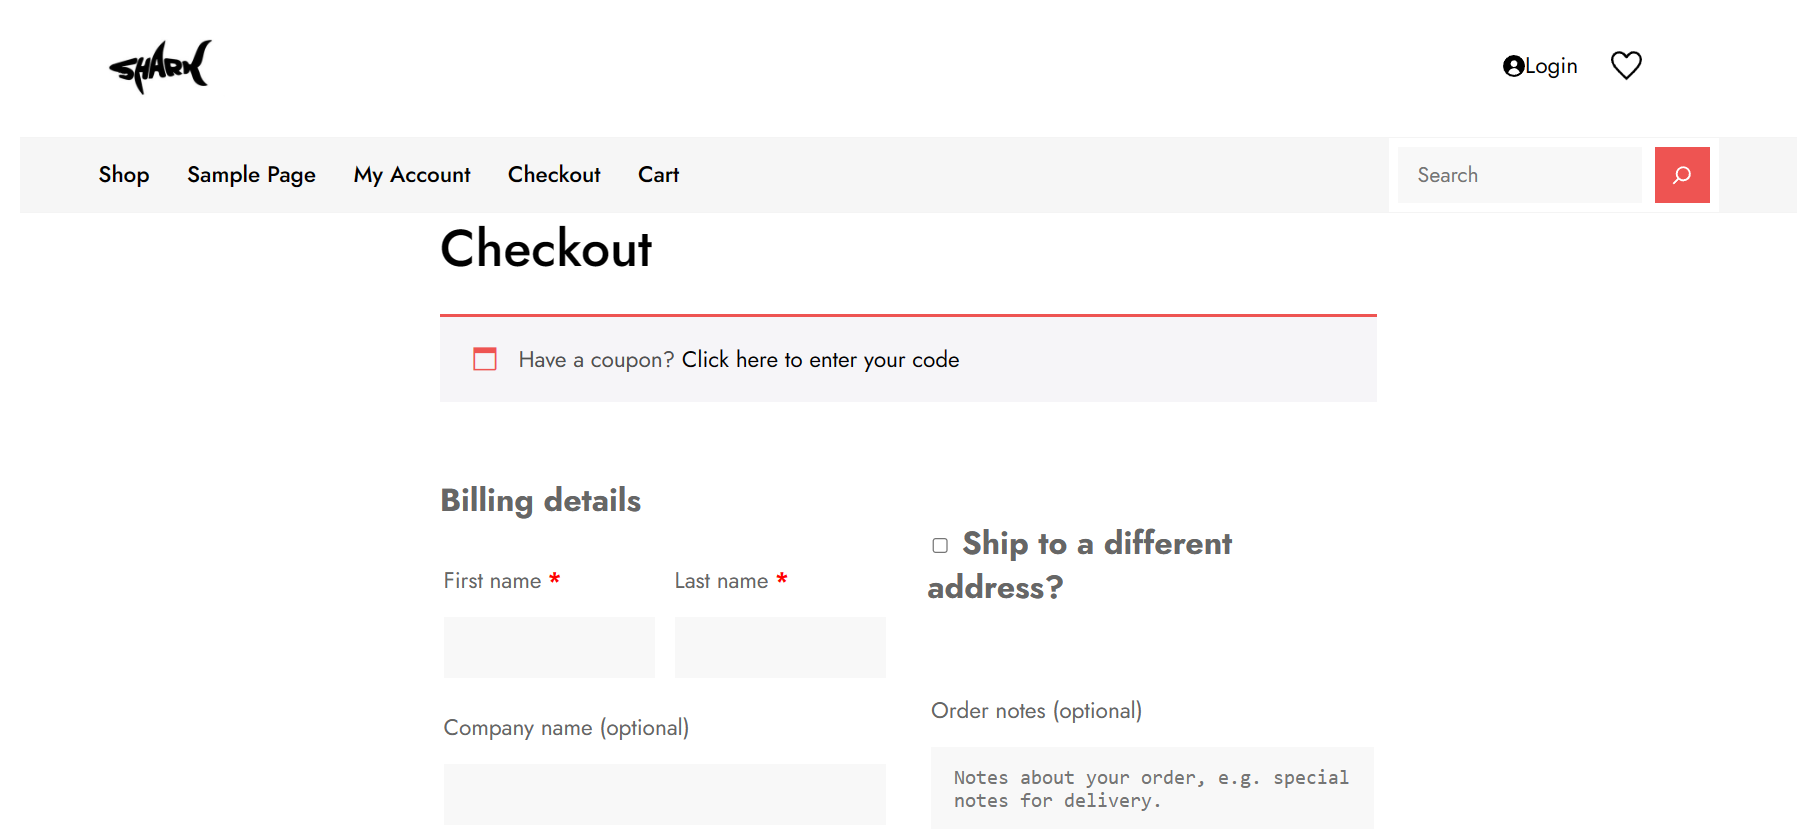 SHARK
Login
Shop Sample Page My Account Checkout Cart
Search
Checkout
Have a coupon? Click here to enter your code
Billing details
First name *
Last name *
Company name (optional)
Ship to a different
address?
Order notes (optional)
Notes about your order, e.g. special
notes for delivery.